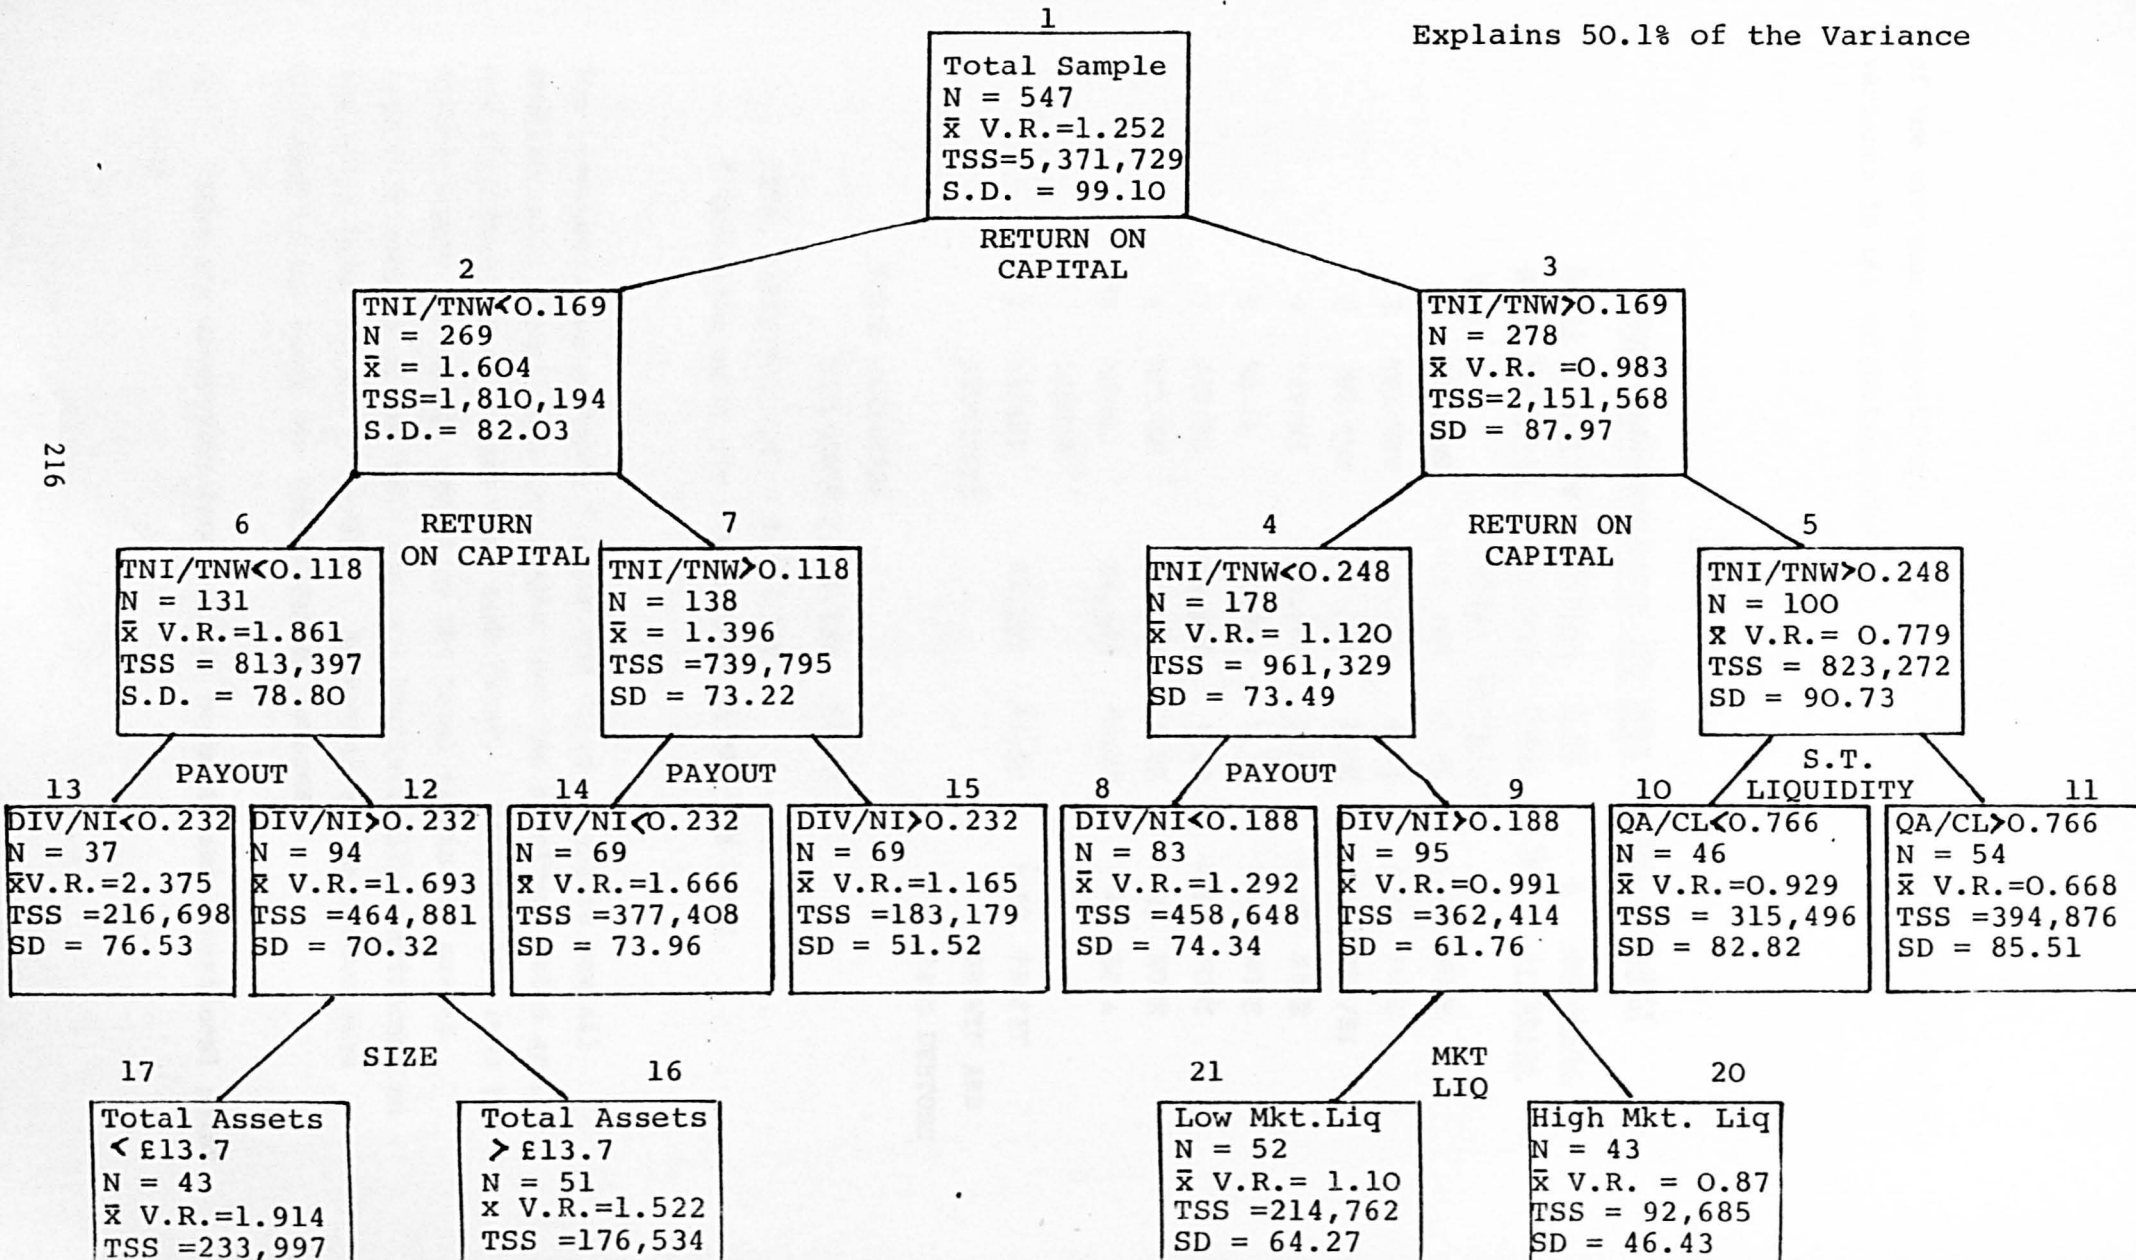 Explains 50.1% of the Variance
1
Total Sample
N = 547
x̄ V.R.=1.252
TSS=5,371,729
S.D. = 99.10
RETURN ON
CAPITAL
2
TNI/TNW<0.169
N = 269
x̄ = 1.604
TSS=1,810,194
S.D.= 82.03
3
TNI/TNW>0.169
N = 278
x̄ V.R. =0.983
TSS=2,151,568
SD = 87.97
216
RETURN
ON CAPITAL
RETURN ON
CAPITAL
6
TNI/TNW<0.118
N = 131
x̄ V.R.=1.861
TSS = 813,397
S.D. = 78.80
7
TNI/TNW>0.118
N = 138
x̄ = 1.396
TSS =739,795
SD = 73.22
4
TNI/TNW<0.248
N = 178
x̄ V.R.= 1.120
TSS = 961,329
SD = 73.49
5
TNI/TNW>0.248
N = 100
x̄ V.R.= 0.779
TSS = 823,272
SD = 90.73
PAYOUT
PAYOUT
PAYOUT
S.T.
LIQUIDITY
13
DIV/NI<0.232
N = 37
x̄V.R.=2.375
TSS =216,698
SD = 76.53
12
DIV/NI>0.232
N = 94
x̄ V.R.=1.693
TSS =464,881
SD = 70.32
14
DIV/NI<0.232
N = 69
x̄ V.R.=1.666
TSS =377,408
SD = 73.96
15
DIV/NI>0.232
N = 69
x̄ V.R.=1.165
TSS =183,179
SD = 51.52
8
DIV/NI<0.188
N = 83
x̄ V.R.=1.292
TSS =458,648
SD = 74.34
9
DIV/NI>0.188
N = 95
x̄ V.R.=0.991
TSS =362,414
SD = 61.76
10
QA/CL<0.766
N = 46
x̄ V.R.=0.929
TSS = 315,496
SD = 82.82
11
QA/CL>0.766
N = 54
x̄ V.R.=0.668
TSS =394,876
SD = 85.51
SIZE
MKT
LIQ
17
Total Assets
< £13.7
N = 43
x̄ V.R.=1.914
TSS =233,997
16
Total Assets
> £13.7
N = 51
x V.R.=1.522
TSS =176,534
21
Low Mkt.Liq
N = 52
x̄ V.R.= 1.10
TSS =214,762
SD = 64.27
20
High Mkt. Liq
N = 43
x̄ V.R. = 0.87
TSS = 92,685
SD = 46.43